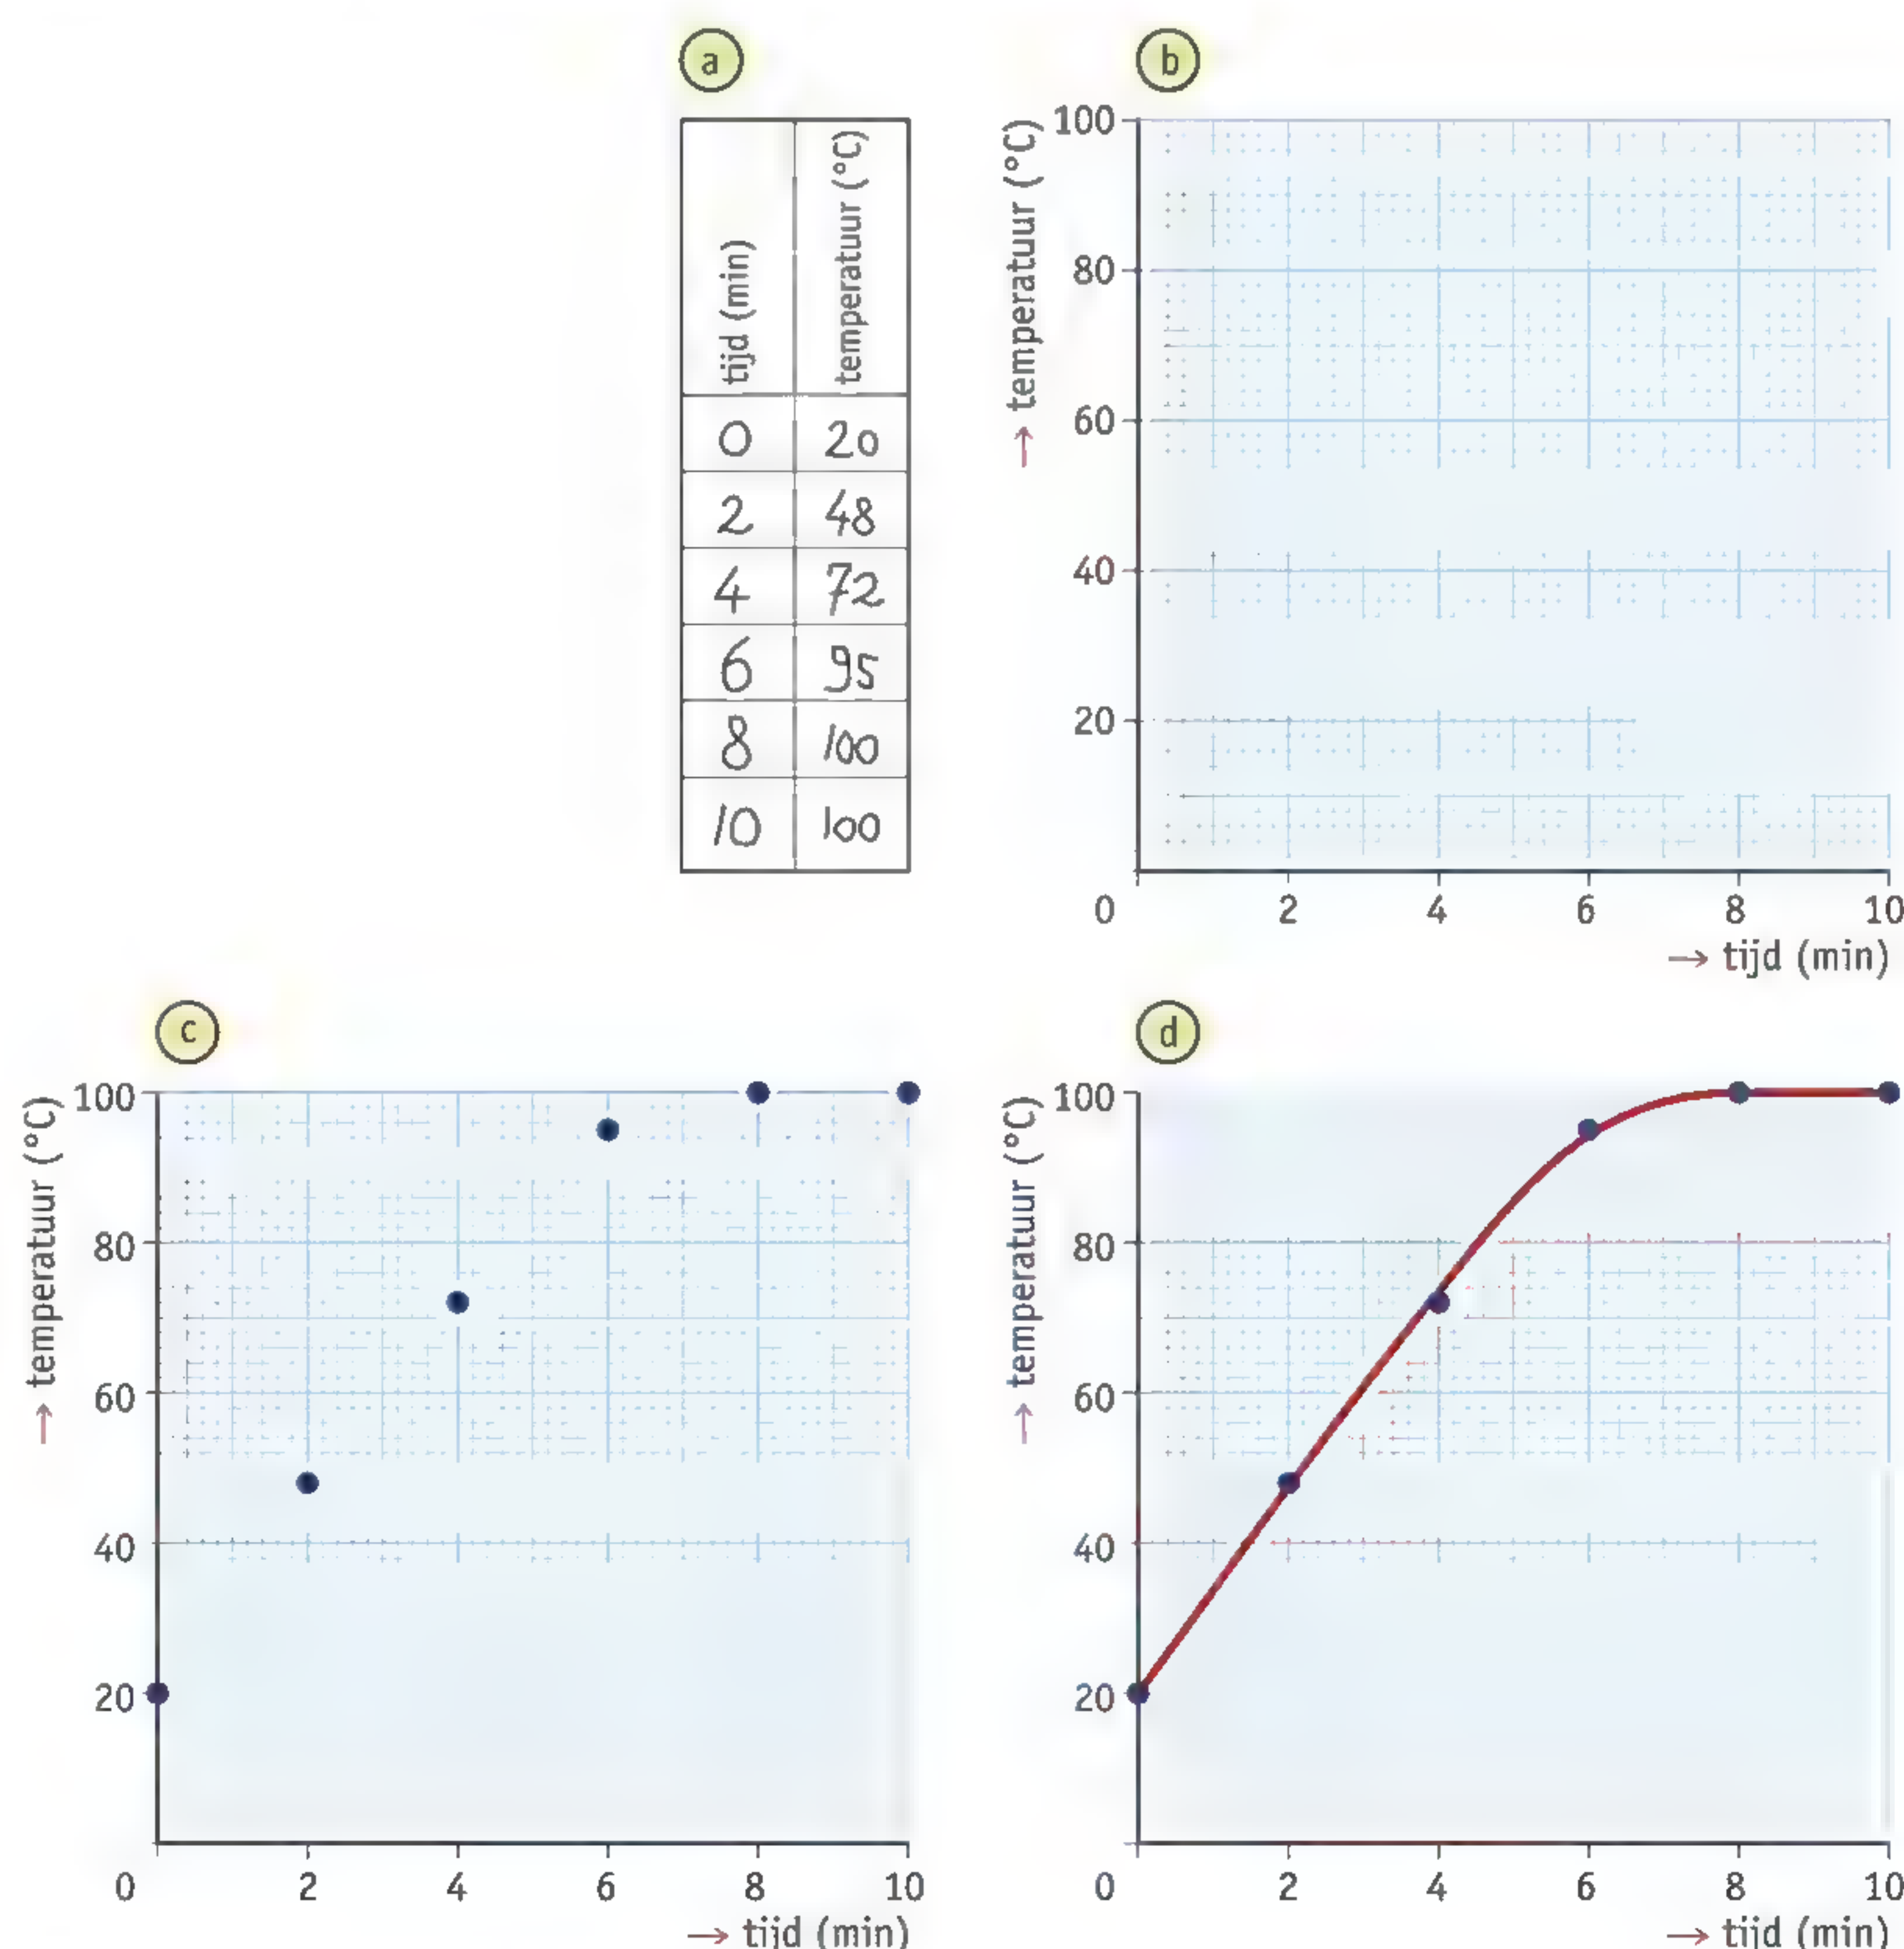 a
tijd (min) temperatuur (°C)
0 20
2 48
4 72
6 95
8 100
10 100
b
→ temperatuur (°C)
100
80
60
40
20
0 2 4 6 8 10
→ tijd (min)
c
→ temperatuur (°C)
100
80
60
40
20
0 2 4 6 8 10
→ tijd (min)
d
→ temperatuur (°C)
100
80
60
40
20
0 2 4 6 8 10
→ tijd (min)